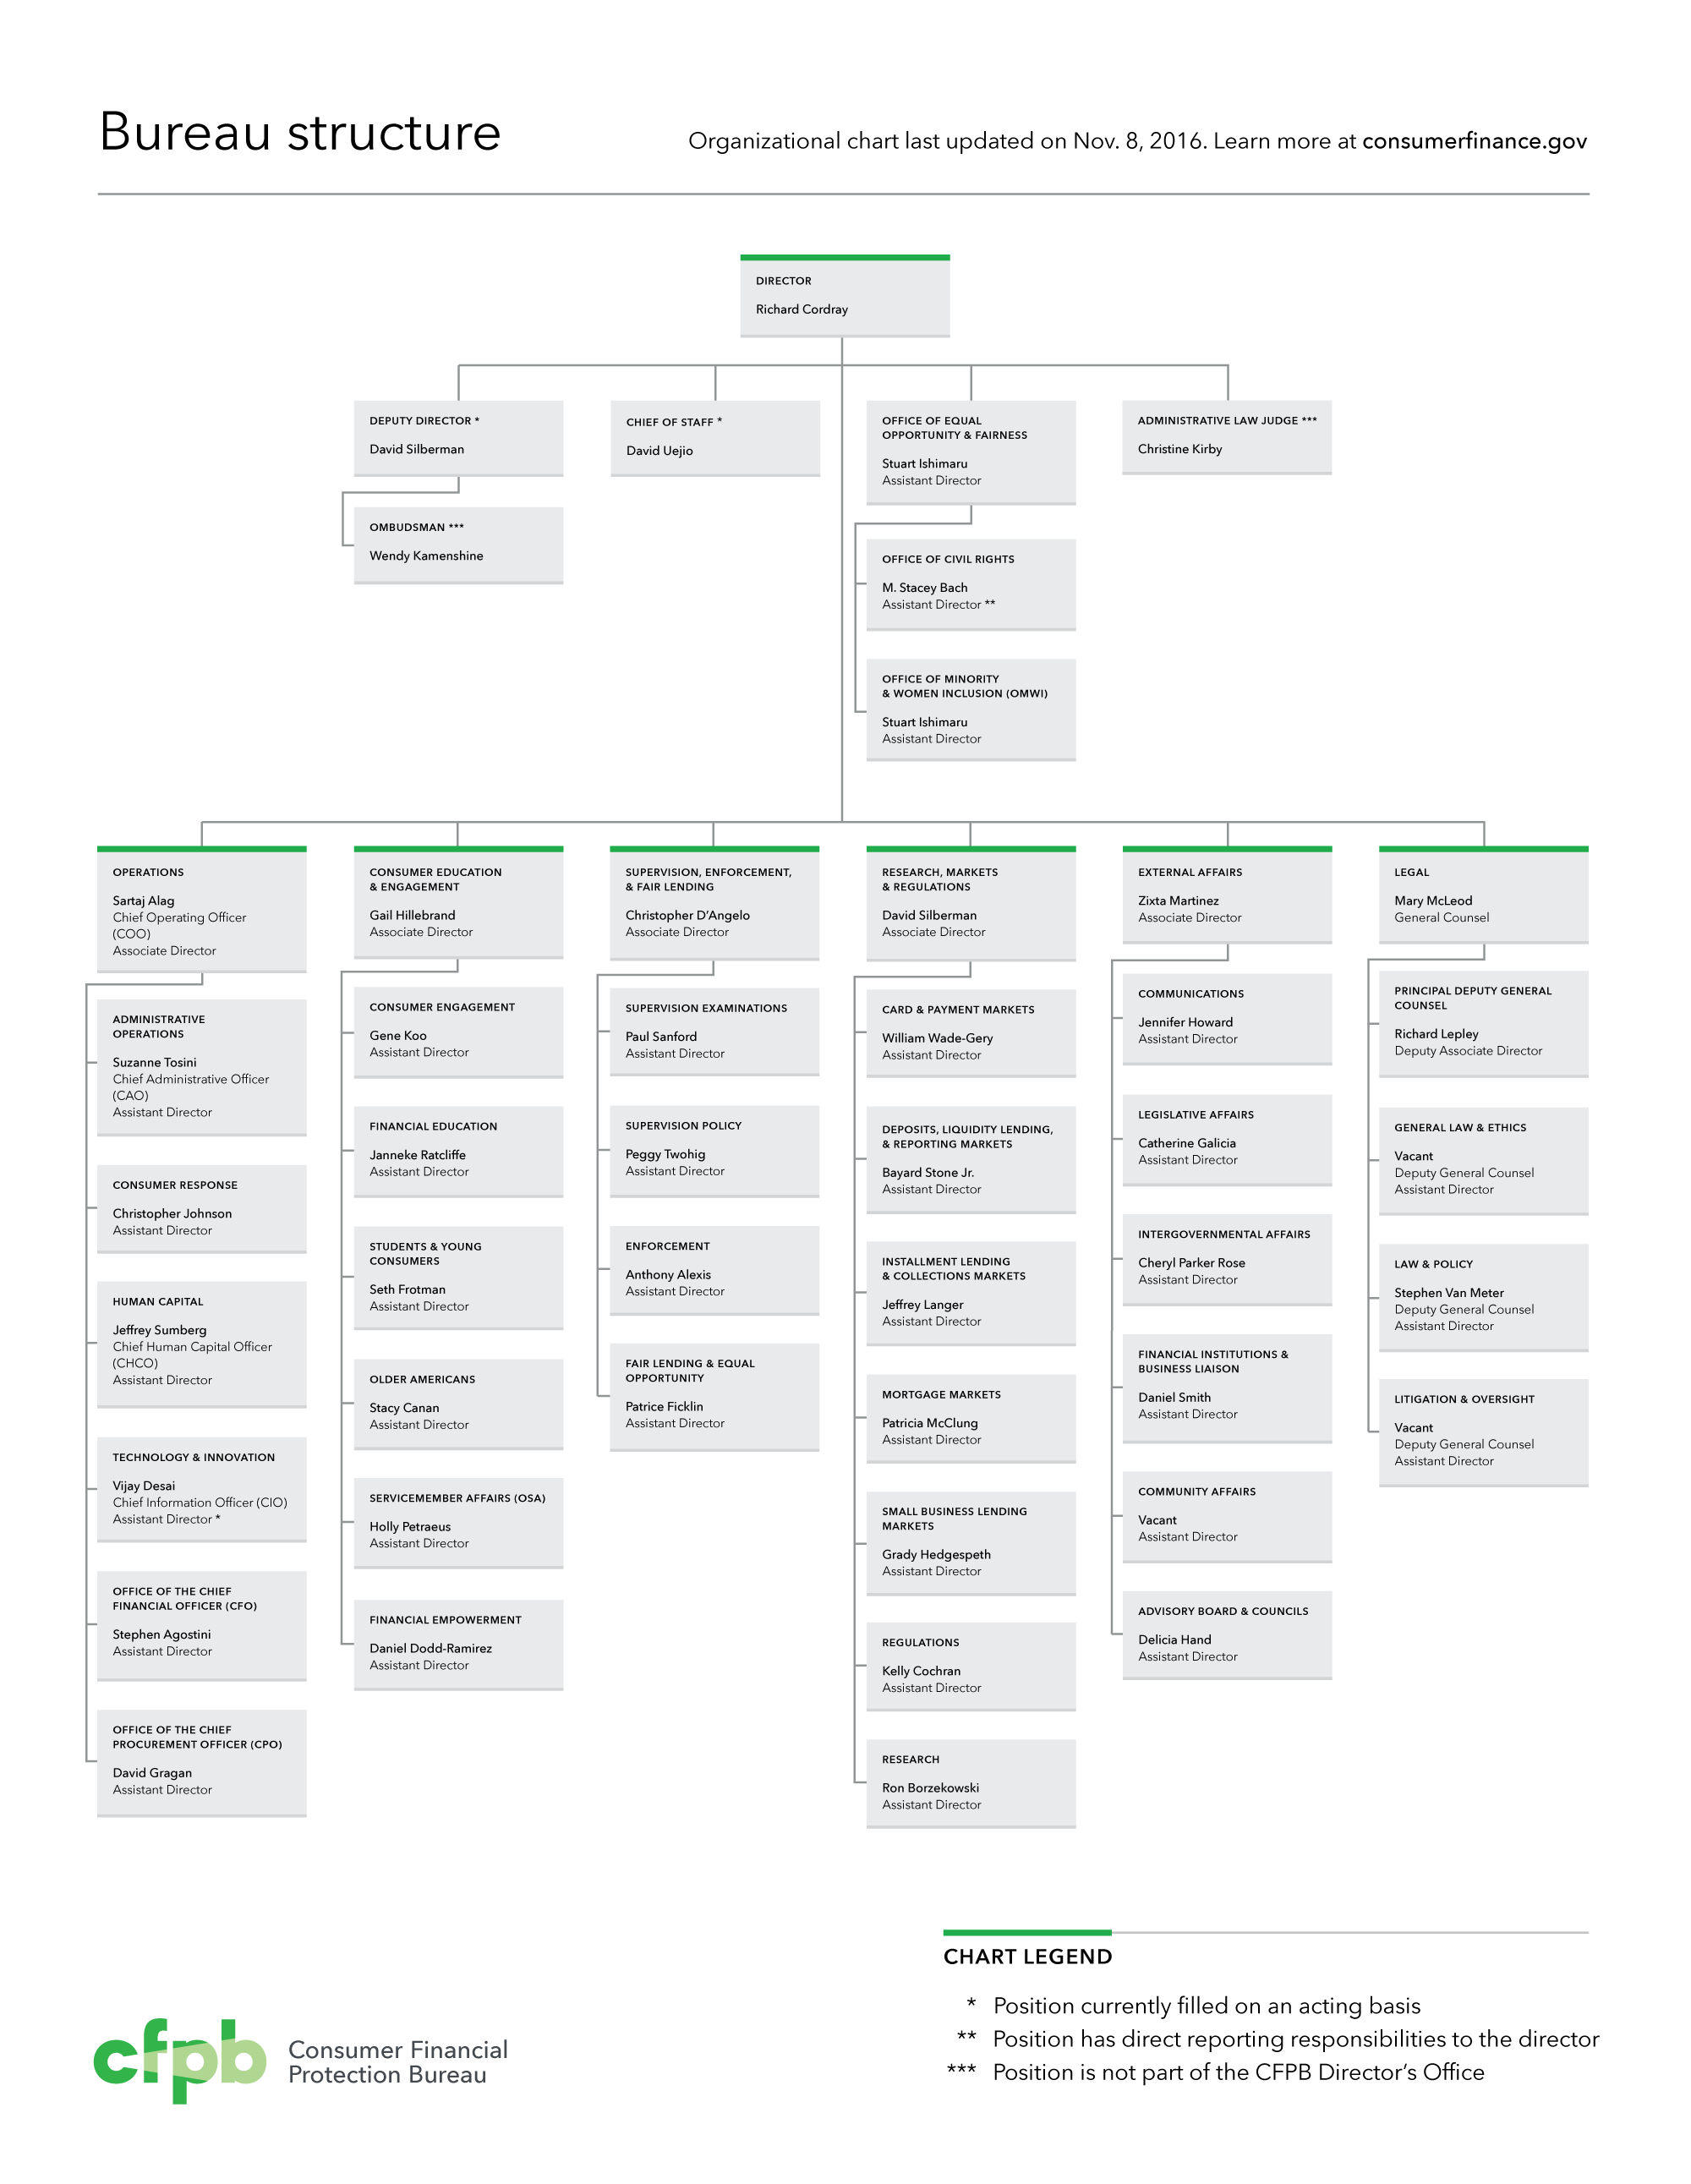 Bureau structure
Organizational chart last updated on Nov. 8, 2016. Learn more at consumerfinance.gov
DIRECTOR
Richard Cordray
DEPUTY DIRECTOR *
David Silberman
OMBUDSMAN ***
Wendy Kamenshine
CHIEF OF STAFF *
David Uejio
OFFICE OF EQUAL
OPPORTUNITY & FAIRNESS
Stuart Ishimaru
Assistant Director
OFFICE OF CIVIL RIGHTS
M. Stacey Bach
Assistant Director **
OFFICE OF MINORITY
& WOMEN INCLUSION (OMWI)
Stuart Ishimaru
Assistant Director
ADMINISTRATIVE LAW JUDGE ***
Christine Kirby
OPERATIONS
Sartaj Alag
Chief Operating Officer
(COO)
Associate Director
ADMINISTRATIVE
OPERATIONS
Suzanne Tosini
Chief Administrative Officer
(CAO)
Assistant Director
CONSUMER RESPONSE
Christopher Johnson
Assistant Director
HUMAN CAPITAL
Jeffrey Sumberg
Chief Human Capital Officer
(CHCO)
Assistant Director
TECHNOLOGY & INNOVATION
Vijay Desai
Chief Information Officer (CIO)
Assistant Director *
OFFICE OF THE CHIEF
FINANCIAL OFFICER (CFO)
Stephen Agostini
Assistant Director
OFFICE OF THE CHIEF
PROCUREMENT OFFICER (CPO)
David Gragan
Assistant Director
CONSUMER EDUCATION
& ENGAGEMENT
Gail Hillebrand
Associate Director
CONSUMER ENGAGEMENT
Gene Koo
Assistant Director
FINANCIAL EDUCATION
Janneke Ratcliffe
Assistant Director
STUDENTS & YOUNG
CONSUMERS
Seth Frotman
Assistant Director
OLDER AMERICANS
Stacy Canan
Assistant Director
SERVICEMEMBER AFFAIRS (OSA)
Holly Petraeus
Assistant Director
FINANCIAL EMPOWERMENT
Daniel Dodd-Ramirez
Assistant Director
SUPERVISION, ENFORCEMENT,
& FAIR LENDING
Christopher D’Angelo
Associate Director
SUPERVISION EXAMINATIONS
Paul Sanford
Assistant Director
SUPERVISION POLICY
Peggy Twohig
Assistant Director
ENFORCEMENT
Anthony Alexis
Assistant Director
FAIR LENDING & EQUAL
OPPORTUNITY
Patrice Ficklin
Assistant Director
RESEARCH, MARKETS
& REGULATIONS
David Silberman
Associate Director
CARD & PAYMENT MARKETS
William Wade-Gery
Assistant Director
DEPOSITS, LIQUIDITY LENDING,
& REPORTING MARKETS
Bayard Stone Jr.
Assistant Director
INSTALLMENT LENDING
& COLLECTIONS MARKETS
Jeffrey Langer
Assistant Director
MORTGAGE MARKETS
Patricia McClung
Assistant Director
SMALL BUSINESS LENDING
MARKETS
Grady Hedgespeth
Assistant Director
REGULATIONS
Kelly Cochran
Assistant Director
RESEARCH
Ron Borzekowski
Assistant Director
EXTERNAL AFFAIRS
Zixta Martinez
Associate Director
COMMUNICATIONS
Jennifer Howard
Assistant Director
LEGISLATIVE AFFAIRS
Catherine Galicia
Assistant Director
INTERGOVERNMENTAL AFFAIRS
Cheryl Parker Rose
Assistant Director
FINANCIAL INSTITUTIONS &
BUSINESS LIAISON
Daniel Smith
Assistant Director
COMMUNITY AFFAIRS
Vacant
Assistant Director
ADVISORY BOARD & COUNCILS
Delicia Hand
Assistant Director
LEGAL
Mary McLeod
General Counsel
PRINCIPAL DEPUTY GENERAL
COUNSEL
Richard Lepley
Deputy Associate Director
GENERAL LAW & ETHICS
Vacant
Deputy General Counsel
Assistant Director
LAW & POLICY
Stephen Van Meter
Deputy General Counsel
Assistant Director
LITIGATION & OVERSIGHT
Vacant
Deputy General Counsel
Assistant Director
CHART LEGEND
* Position currently filled on an acting basis
** Position has direct reporting responsibilities to the director
*** Position is not part of the CFPB Director’s Office
cfpb
Consumer Financial
Protection Bureau